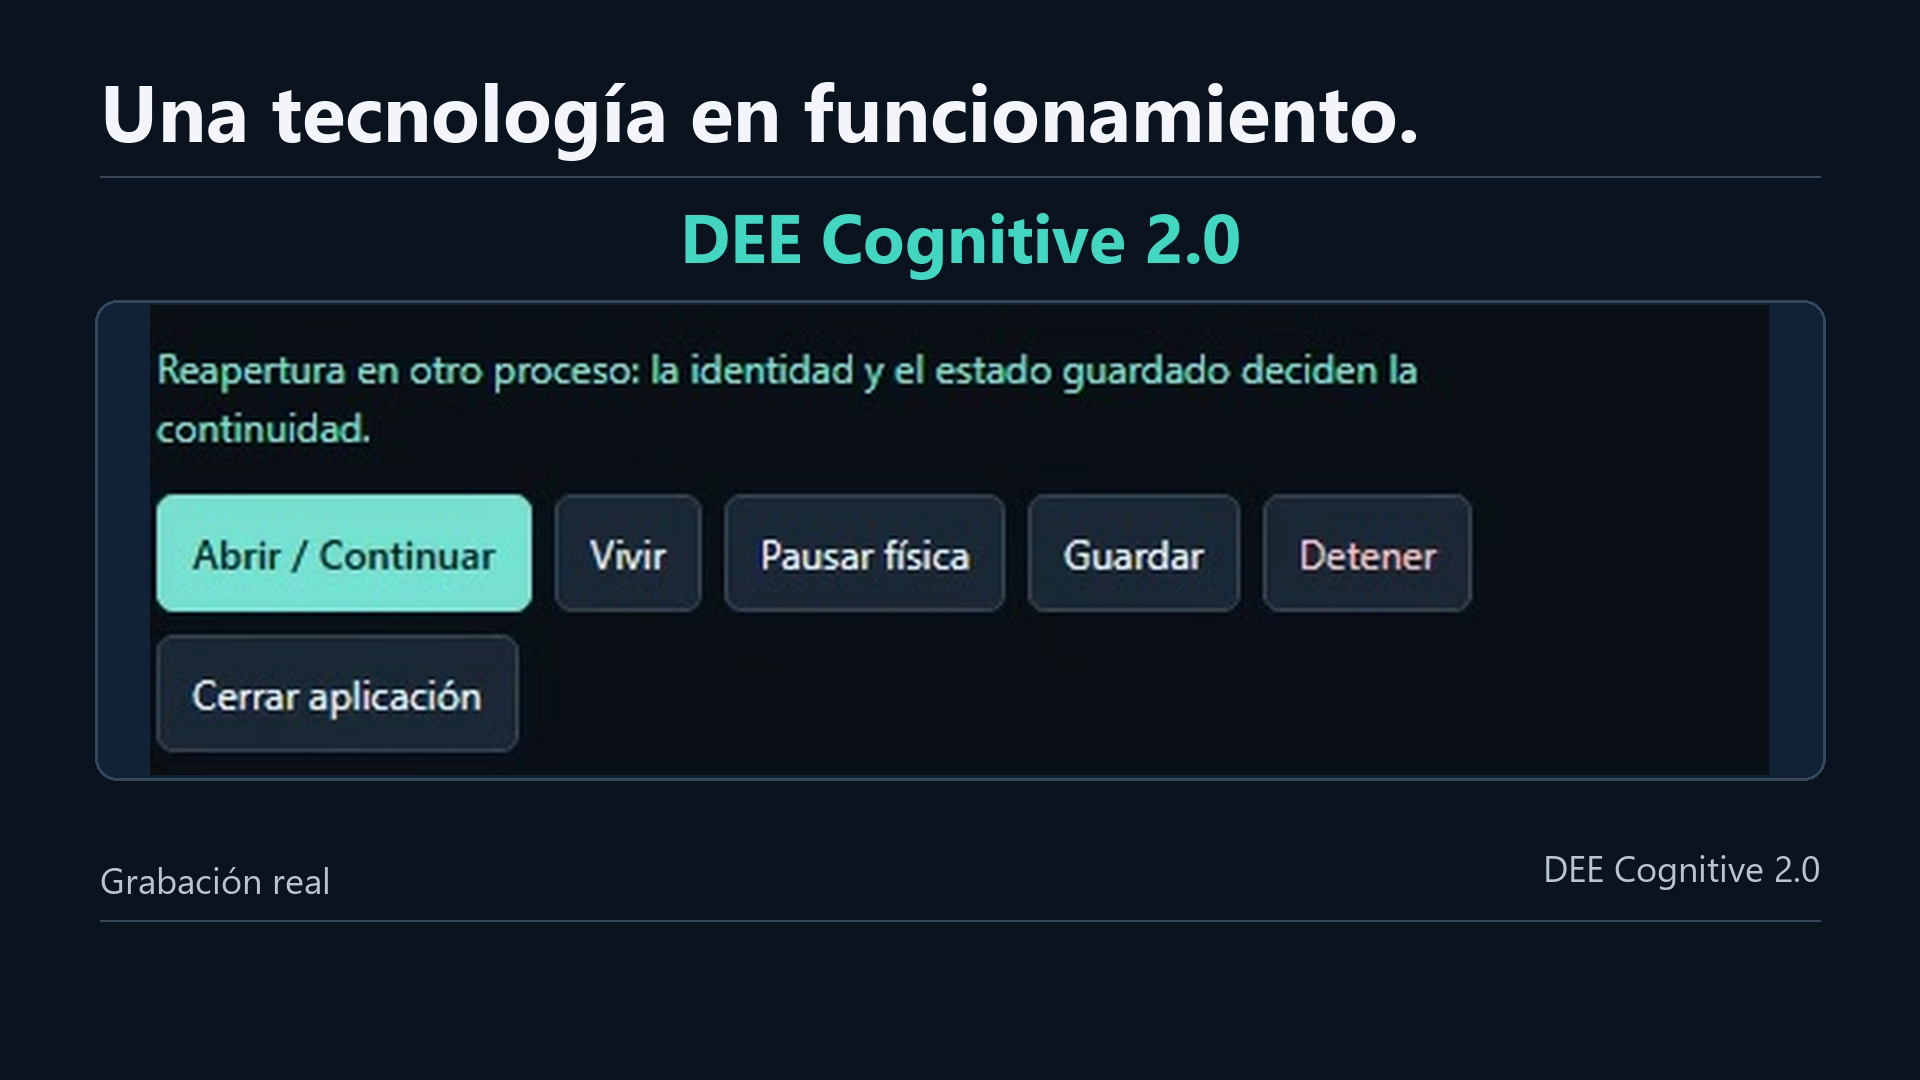 Una tecnología en funcionamiento.
DEE Cognitive 2.0
Reapertura en otro proceso: la identidad y el estado guardado deciden la
continuidad.
Abrir / Continuar
Vivir
Pausar física
Guardar
Detener
Cerrar aplicación
Grabación real
DEE Cognitive 2.0